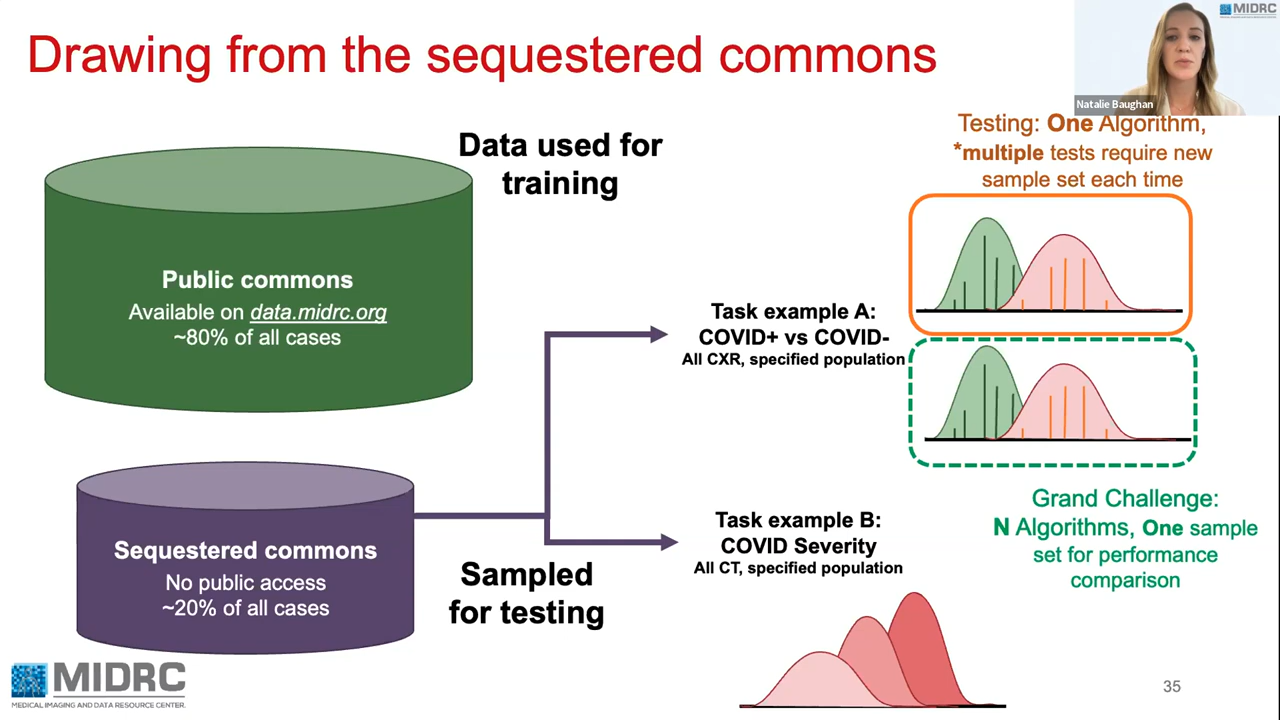 Drawing from the sequestered commons
MIDRC
Natalie Baughan
Data used for
training
Public commons
Available on data.midrc.org
~80% of all cases
Sequestered commons
No public access
~20% of all cases
Sampled
for testing
Task example A:
COVID+ vs COVID-
All CXR, specified population
Task example B:
COVID Severity
All CT, specified population
Testing: One Algorithm,
*multiple tests require new
sample set each time
Grand Challenge:
N Algorithms, One sample
set for performance
comparison
MIDRC
MEDICAL IMAGING AND DATA RESOURCE CENTER.
35